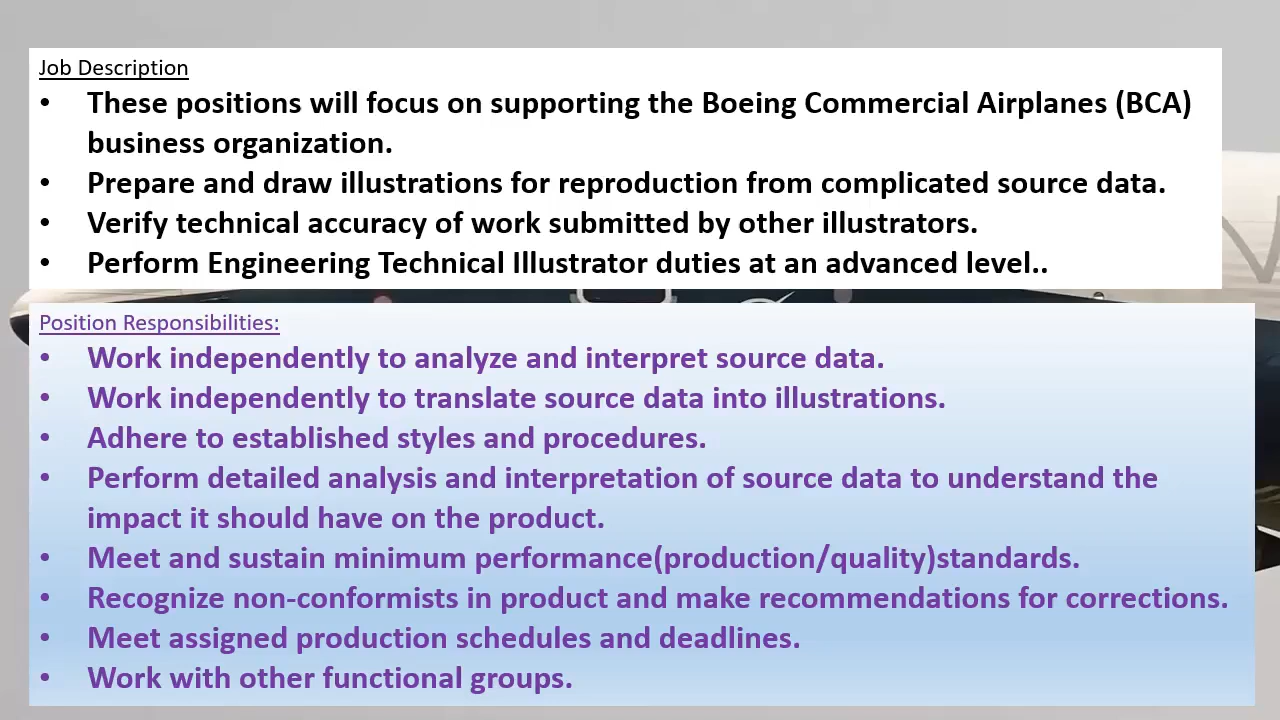 Job Description
• These positions will focus on supporting the Boeing Commercial Airplanes (BCA)
business organization.
• Prepare and draw illustrations for reproduction from complicated source data.
• Verify technical accuracy of work submitted by other illustrators.
• Perform Engineering Technical Illustrator duties at an advanced level..
Position Responsibilities:
• Work independently to analyze and interpret source data.
• Work independently to translate source data into illustrations.
• Adhere to established styles and procedures.
• Perform detailed analysis and interpretation of source data to understand the
impact it should have on the product.
• Meet and sustain minimum performance(production/quality)standards.
• Recognize non-conformists in product and make recommendations for corrections.
• Meet assigned production schedules and deadlines.
• Work with other functional groups.